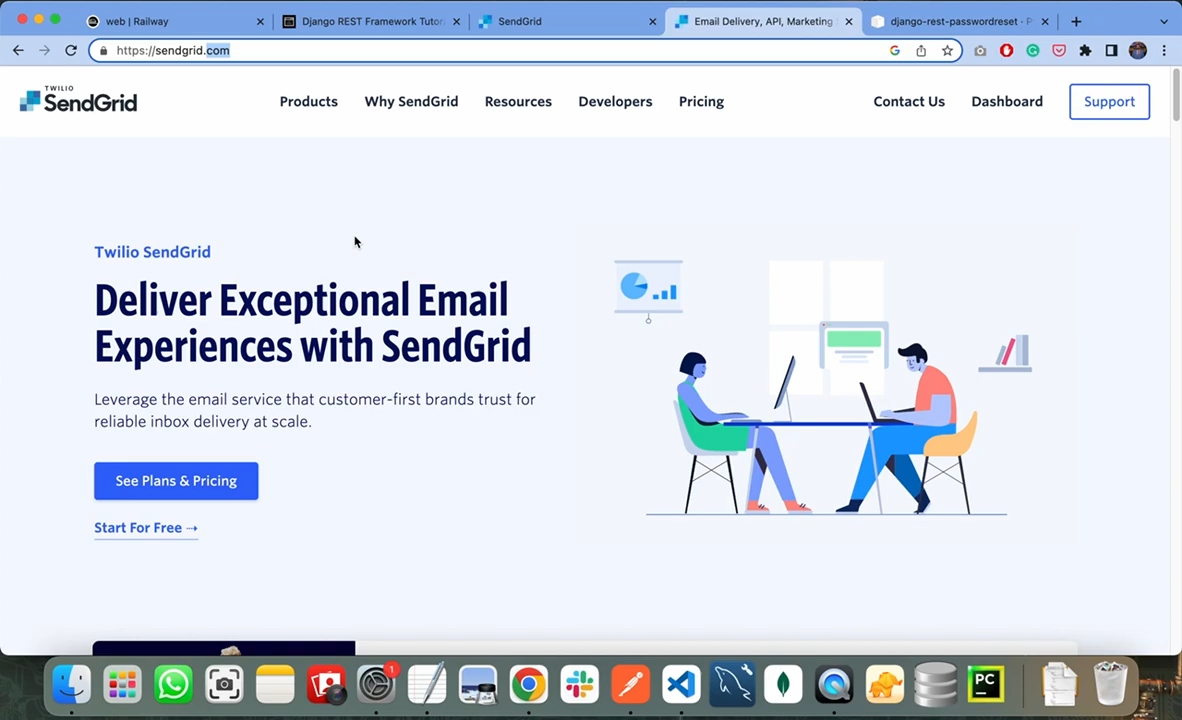 web | Railway
Django REST Framework Tutor
SendGrid
Email Delivery, API, Marketing
django-rest-passwordreset · P
https://sendgrid.com
TWILIO
SendGrid
Products
Why SendGrid
Resources
Developers
Pricing
Contact Us
Dashboard
Support
Twilio SendGrid
Deliver Exceptional Email
Experiences with SendGrid
Leverage the email service that customer-first brands trust for
reliable inbox delivery at scale.
See Plans & Pricing
Start For Free ⇢
1
PC